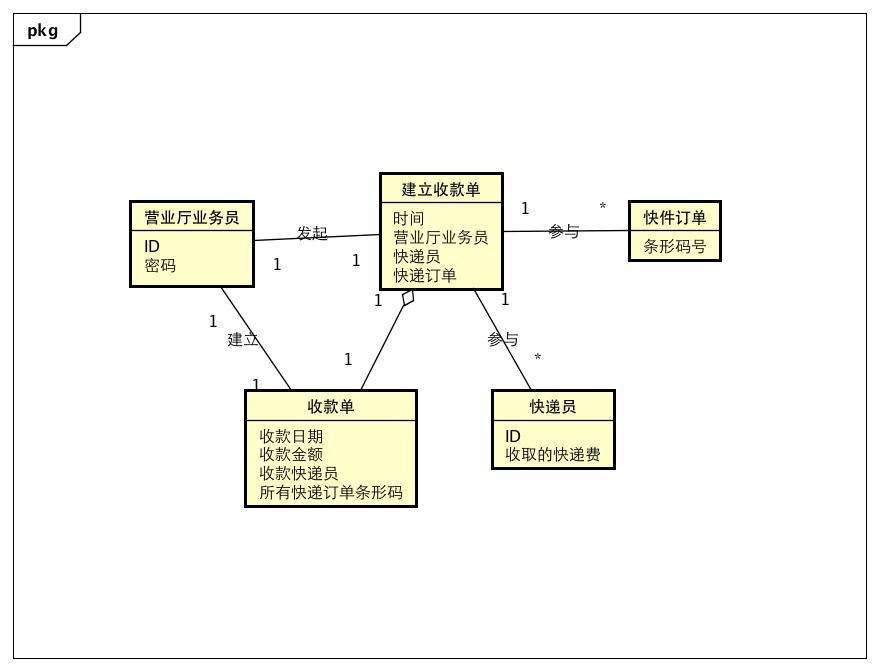 pkg
建立收款单
时间
营业厅业务员
快递员
快递订单
营业厅业务员
ID
密码
快件订单
条形码号
发起
1
1
1
*
参与
1
1
建立
1
1
1
参与
*
收款单
收款日期
收款金额
收款快递员
所有快递订单条形码
快递员
ID
收取的快递费